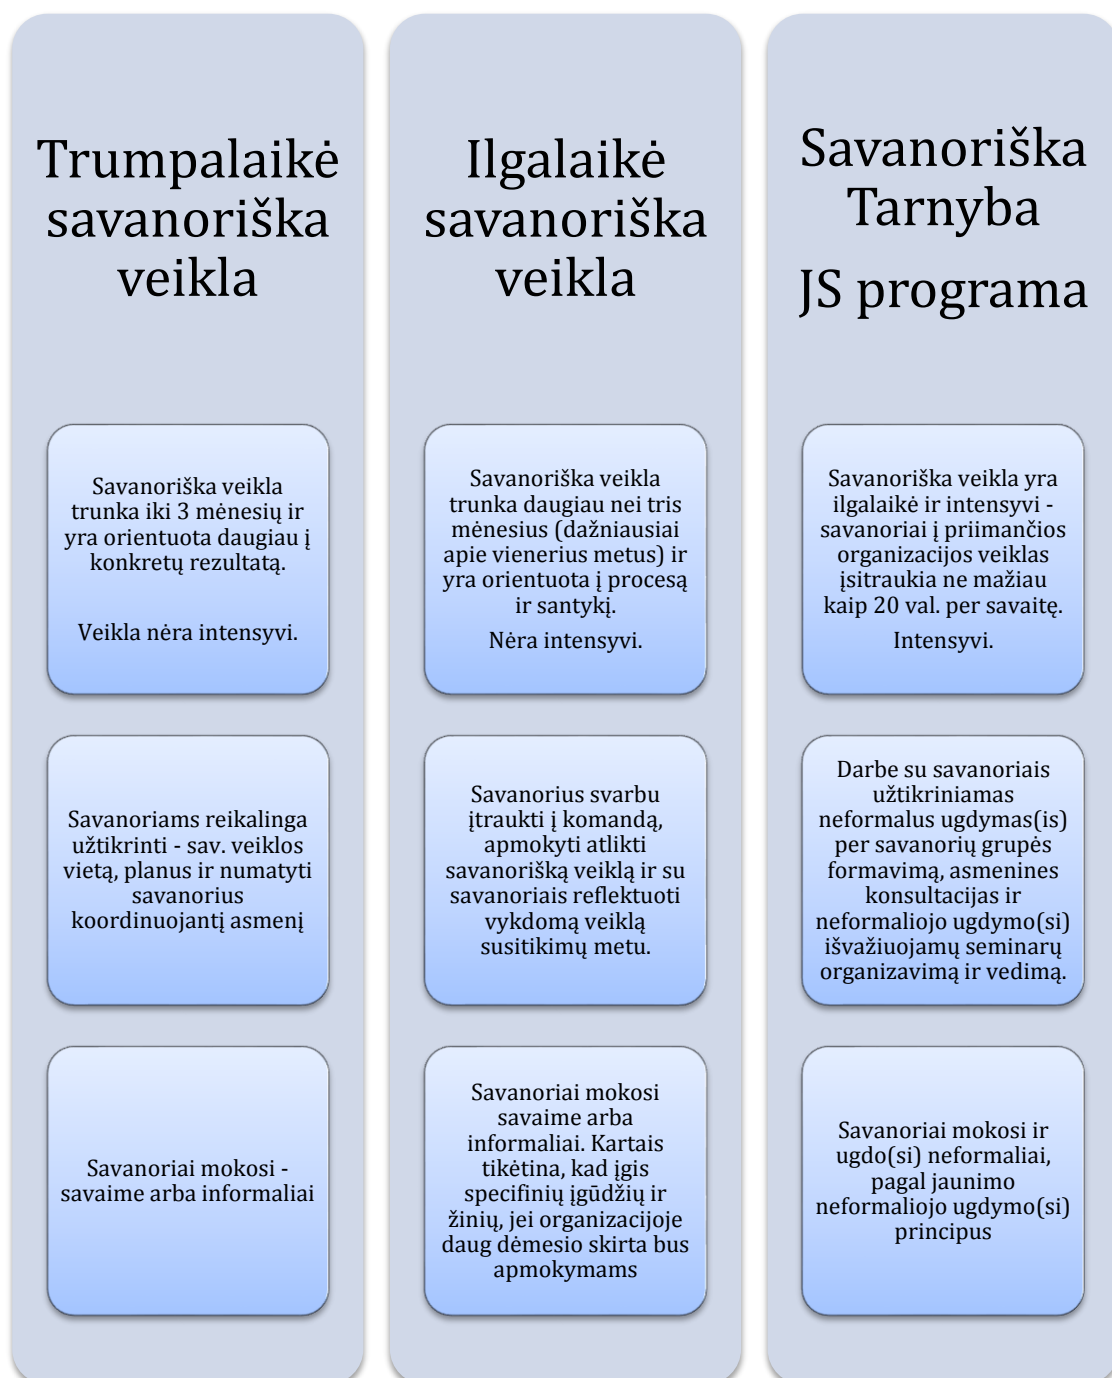 Trumpalaikė
savanoriška
veikla
Savanoriška veikla
trunka iki 3 mėnesių ir
yra orientuota daugiau į
konkretų rezultatą.
Veikla nėra intensyvi.
Savanoriams reikalinga
užtikrinti - sav. veiklos
vietą, planus ir numatyti
savanorius
koordinuojantį asmenį
Savanoriai mokosi -
savaime arba informaliai
Ilgalaikė
savanoriška
veikla
Savanoriška veikla
trunka daugiau nei tris
mėnesius (dažniausiai
apie vienerius metus) ir
yra orientuota į procesą
ir santykį.
Nėra intensyvi.
Savanorius svarbu
įtraukti į komandą,
apmokyti atlikti
savanorišką veiklą ir su
savanoriais reflektuoti
vykdomą veiklą
susitikimų metu.
Savanoriai mokosi
savaime arba
informaliai. Kartais
tikėtina, kad įgis
specifinių įgūdžių ir
žinių, jei organizacijoje
daug dėmesio skirta bus
apmokymams
Savanoriška
Tarnyba
JS programa
Savanoriška veikla yra
ilgalaikė ir intensyvi -
savanoriai į priimančios
organizacijos veiklas
įsitraukia ne mažiau
kaip 20 val. per savaitę.
Intensyvi.
Darbe su savanoriais
užtikriniamas
neformalus ugdymas(is)
per savanorių grupės
formavimą, asmenines
konsultacijas ir
neformaliojo ugdymo(si)
išvažiuojamų seminarų
organizavimą ir vedimą.
Savanoriai mokosi ir
ugdo(si) neformaliai,
pagal jaunimo
neformaliojo ugdymo(si)
principus